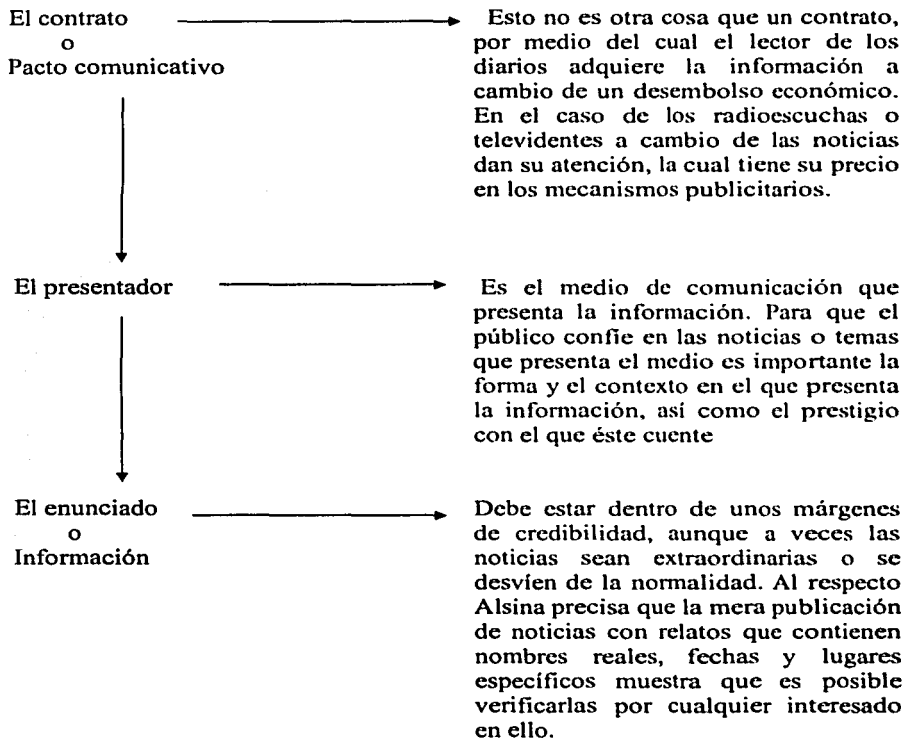 El contrato
o
Pacto comunicativo
Esto no es otra cosa que un contrato,
por medio del cual el lector de los
diarios adquiere la información a
cambio de un desembolso económico.
En el caso de los radioescuchas o
televidentes a cambio de las noticias
dan su atención, la cual tiene su precio
en los mecanismos publicitarios.
El presentador
Es el medio de comunicación que
presenta la información. Para que el
público confíe en las noticias o temas
que presenta el medio es importante la
forma y el contexto en el que presenta
la información, así como el prestigio
con el que éste cuente
El enunciado
o
Información
Debe estar dentro de unos márgenes
de credibilidad, aunque a veces las
noticias sean extraordinarias o se
desvíen de la normalidad. Al respecto
Alsina precisa que la mera publicación
de noticias con relatos que contienen
nombres reales, fechas y lugares
específicos muestra que es posible
verificarlas por cualquier interesado
en ello.